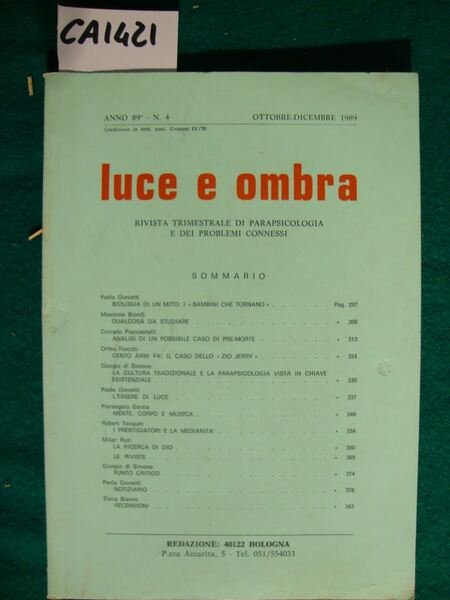 CA1421
ANNO 89° - N. 4 OTTOBRE-DICEMBRE 1989
Spedizione in Abb. post. Gruppo IV/70
luce e ombra
RIVISTA TRIMESTRALE DI PARAPSICOLOGIA
E DEI PROBLEMI CONNESSI
SOMMARIO
Paola Giovetti
BIOLOGIA DI UN MITO: I « BAMBINI CHE TORNANO » . . . . Pag. 297
Massimo Biondi
QUALCOSA DA STUDIARE . . . . » 306
Corrado Piancastelli
ANALISI DI UN POSSIBILE CASO DI PRE-MORTE . . . . » 313
Orfeo Fiocchi
CENTO ANNI FA: IL CASO DELLO « ZIO JERRY » . . . . » 324
Giorgio di Simone
LA CULTURA TRADIZIONALE E LA PARAPSICOLOGIA VISTA IN CHIAVE
ESISTENZIALE . . . . » 330
Paola Giovetti
L'ESSERE DI LUCE . . . . » 337
Pierangelo Garzia
MENTE, CORPO E MUSICA . . . . » 348
Robert Tocquet
I PRESTIGIATORI E LA MEDIANITA' . . . . » 354
Milan Ryzl
LA RICERCA DI DIO . . . . » 360
LE RIVISTE . . . . » 369
Giorgio di Simone
PUNTO CRITICO . . . . » 374
Paola Giovetti
NOTIZIARIO . . . . » 378
Elena Bianco
RECENSIONI . . . . » 383
REDAZIONE: 40122 BOLOGNA
P.zza Azzarita, 5 - Tel. 051/554033